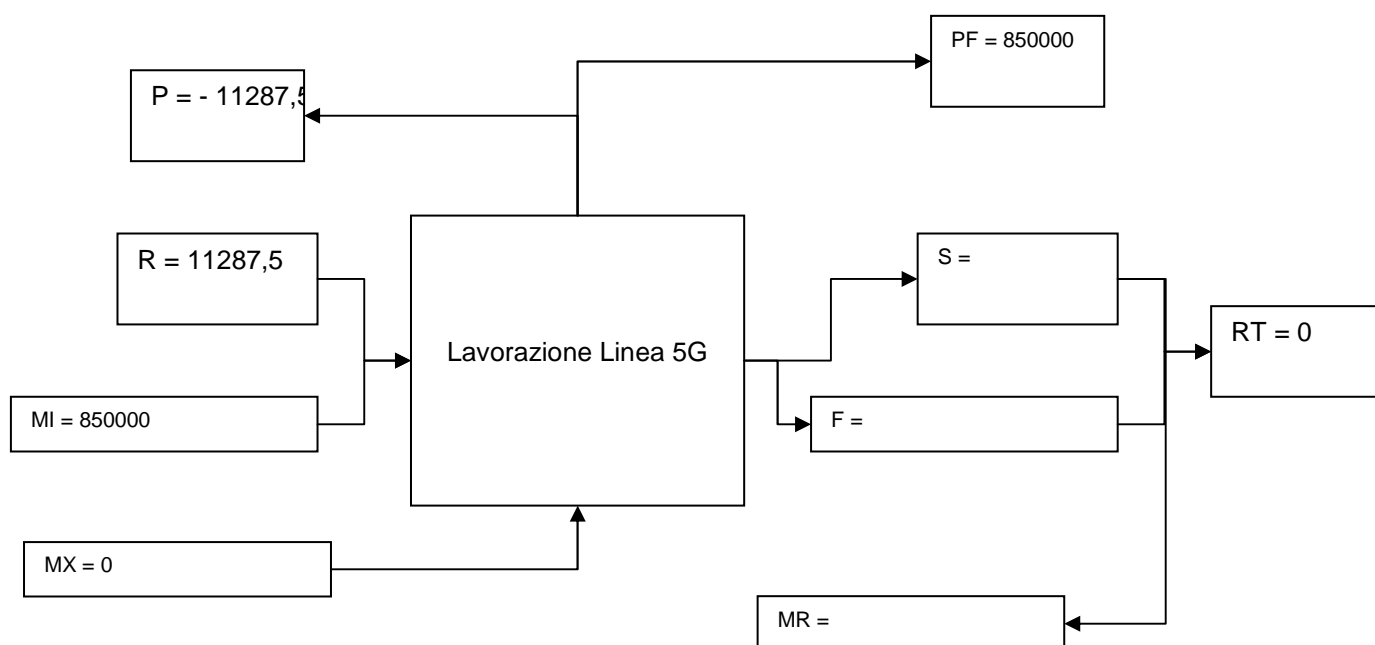 PF = 850000
P = - 11287,5
R = 11287,5
S =
Lavorazione Linea 5G
RT = 0
MI = 850000
F =
MX = 0
MR =